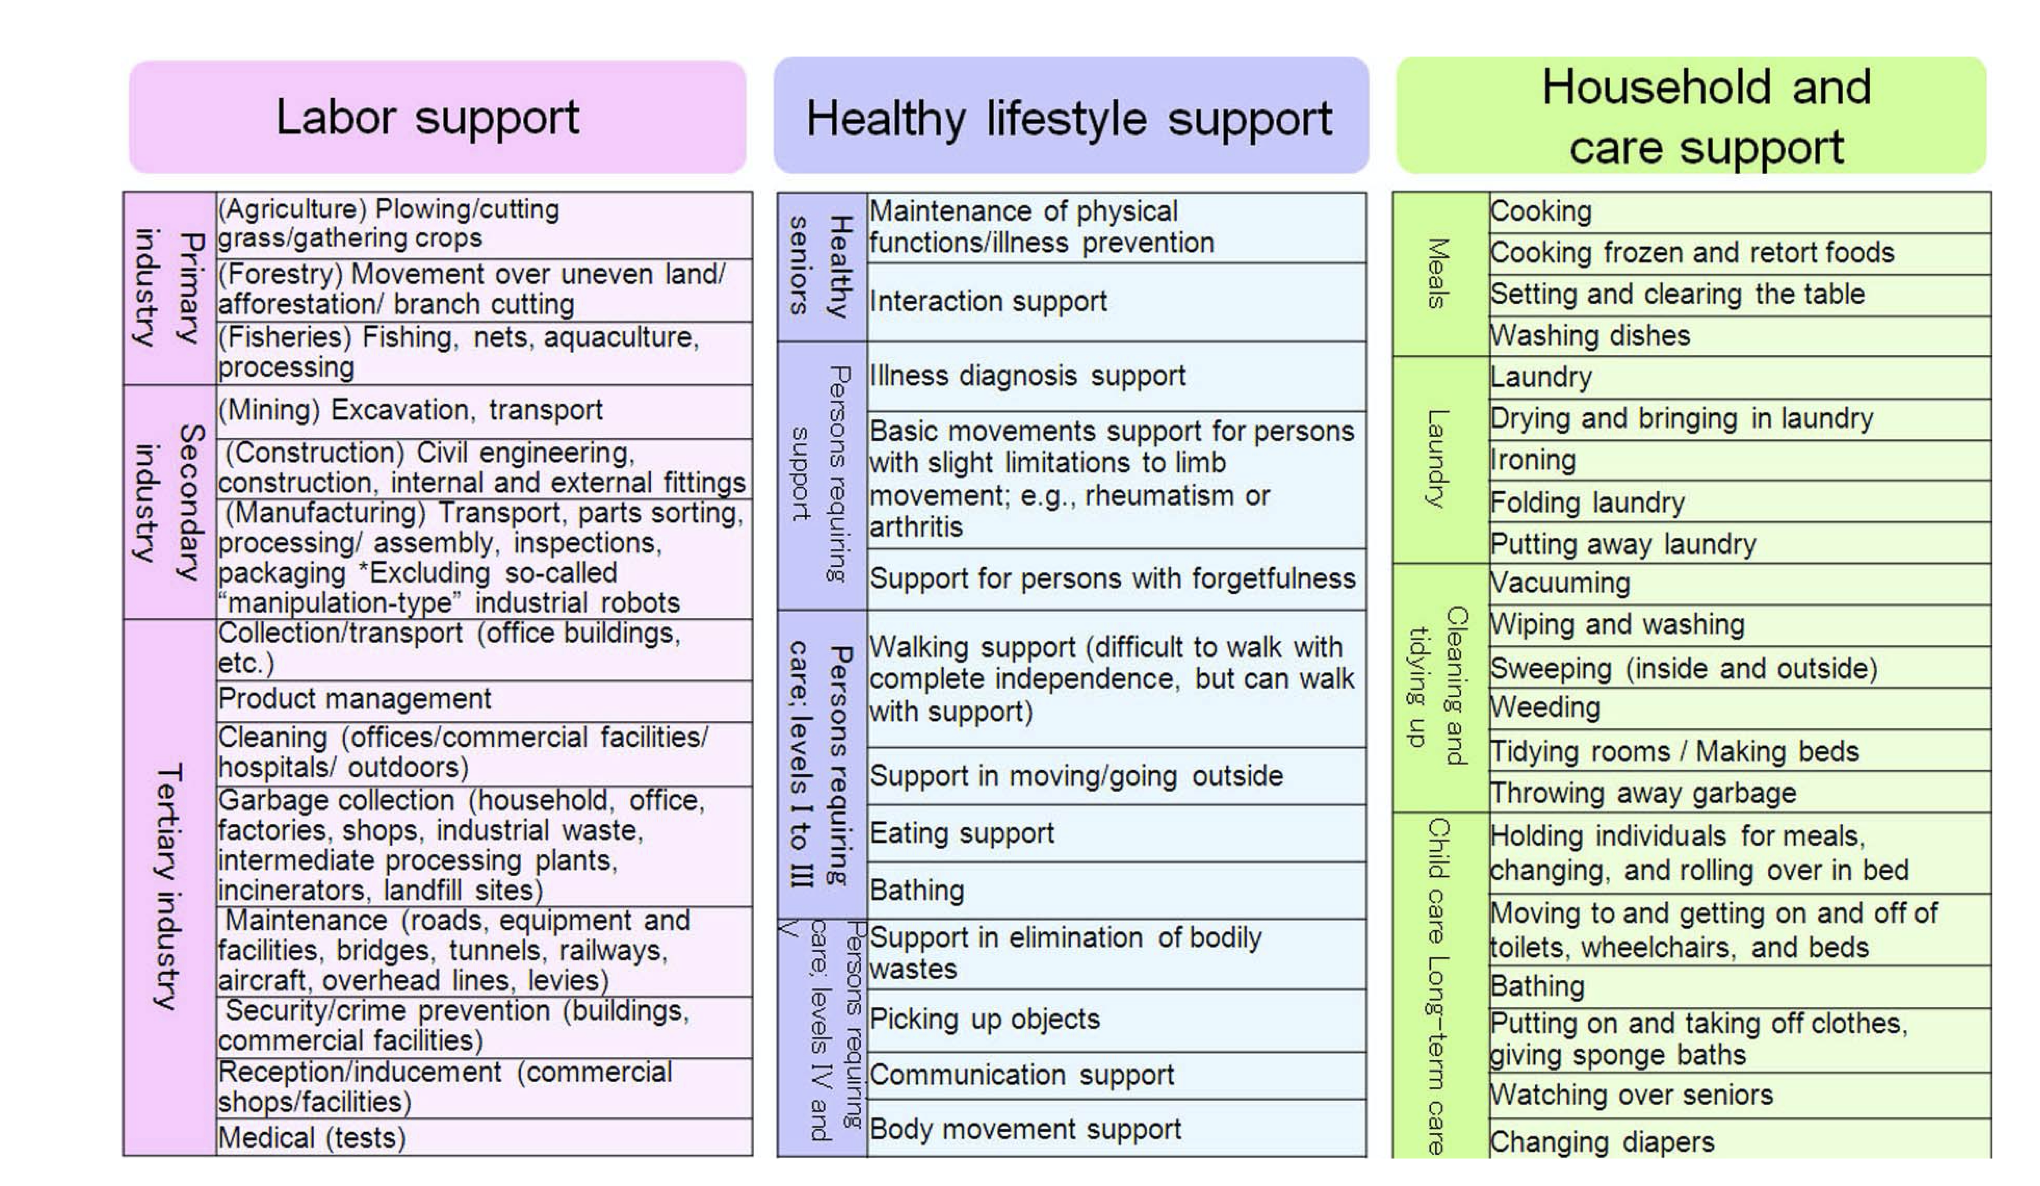 Labor support
Primary
industry
(Agriculture) Plowing/cutting
grass/gathering crops
(Forestry) Movement over uneven land/
afforestation/ branch cutting
(Fisheries) Fishing, nets, aquaculture,
processing
Secondary
industry
(Mining) Excavation, transport
(Construction) Civil engineering,
construction, internal and external fittings
(Manufacturing) Transport, parts sorting,
processing/ assembly, inspections,
packaging *Excluding so-called
“manipulation-type” industrial robots
Tertiary industry
Collection/transport (office buildings,
etc.)
Product management
Cleaning (offices/commercial facilities/
hospitals/ outdoors)
Garbage collection (household, office,
factories, shops, industrial waste,
intermediate processing plants,
incinerators, landfill sites)
Maintenance (roads, equipment and
facilities, bridges, tunnels, railways,
aircraft, overhead lines, levies)
Security/crime prevention (buildings,
commercial facilities)
Reception/inducement (commercial
shops/facilities)
Medical (tests)
Healthy lifestyle support
Healthy
seniors
Maintenance of physical
functions/illness prevention
Interaction support
Persons requiring
support
Illness diagnosis support
Basic movements support for persons
with slight limitations to limb
movement; e.g., rheumatism or
arthritis
Support for persons with forgetfulness
Persons requiring
care; levels I to III
Walking support (difficult to walk with
complete independence, but can walk
with support)
Support in moving/going outside
Eating support
Bathing
Persons requiring
care; levels IV and
V
Support in elimination of bodily
wastes
Picking up objects
Communication support
Body movement support
Household and
care support
Meals
Cooking
Cooking frozen and retort foods
Setting and clearing the table
Washing dishes
Laundry
Laundry
Drying and bringing in laundry
Ironing
Folding laundry
Putting away laundry
Cleaning and
tidying up
Vacuuming
Wiping and washing
Sweeping (inside and outside)
Weeding
Tidying rooms / Making beds
Throwing away garbage
Child care Long-term care
Holding individuals for meals,
changing, and rolling over in bed
Moving to and getting on and off of
toilets, wheelchairs, and beds
Bathing
Putting on and taking off clothes,
giving sponge baths
Watching over seniors
Changing diapers